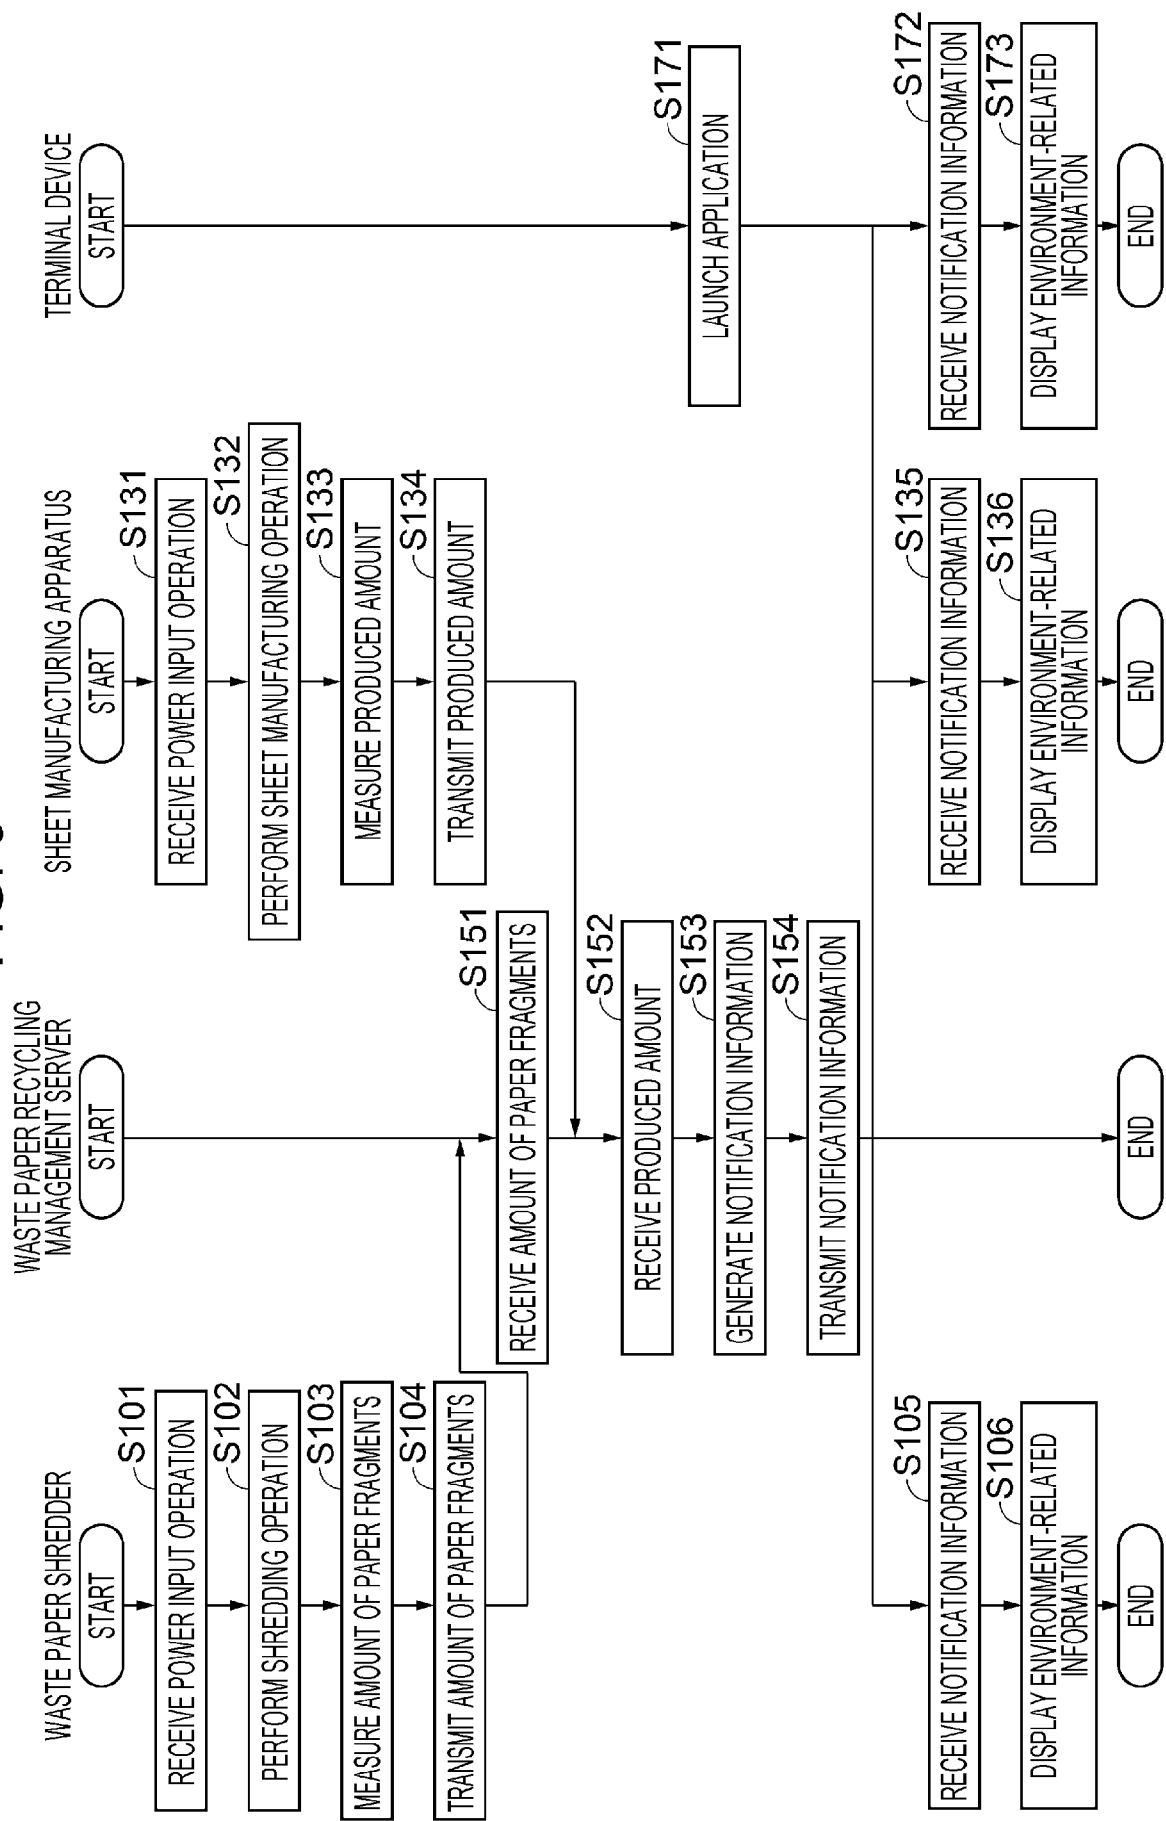 WASTE PAPER SHREDDER
START
S101
RECEIVE POWER INPUT OPERATION
S102
PERFORM SHREDDING OPERATION
S103
MEASURE AMOUNT OF PAPER FRAGMENTS
S104
TRANSMIT AMOUNT OF PAPER FRAGMENTS
S105
RECEIVE NOTIFICATION INFORMATION
S106
DISPLAY ENVIRONMENT-RELATED
INFORMATION
END
WASTE PAPER RECYCLING
MANAGEMENT SERVER
START
S151
RECEIVE AMOUNT OF PAPER FRAGMENTS
S152
RECEIVE PRODUCED AMOUNT
S153
GENERATE NOTIFICATION INFORMATION
S154
TRANSMIT NOTIFICATION INFORMATION
END
SHEET MANUFACTURING APPARATUS
START
S131
RECEIVE POWER INPUT OPERATION
S132
PERFORM SHEET MANUFACTURING OPERATION
S133
MEASURE PRODUCED AMOUNT
S134
TRANSMIT PRODUCED AMOUNT
S135
RECEIVE NOTIFICATION INFORMATION
S136
DISPLAY ENVIRONMENT-RELATED
INFORMATION
END
TERMINAL DEVICE
START
S171
LAUNCH APPLICATION
S172
RECEIVE NOTIFICATION INFORMATION
S173
DISPLAY ENVIRONMENT-RELATED
INFORMATION
END